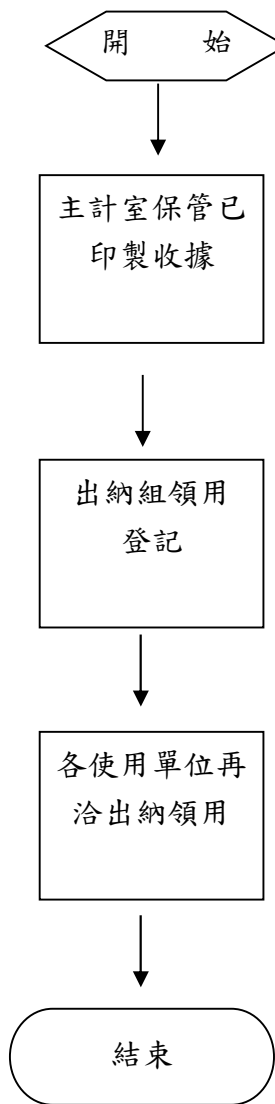 開 始
主計室保管已
印製收據
出納組領用
登記
各使用單位再
洽出納領用
結束